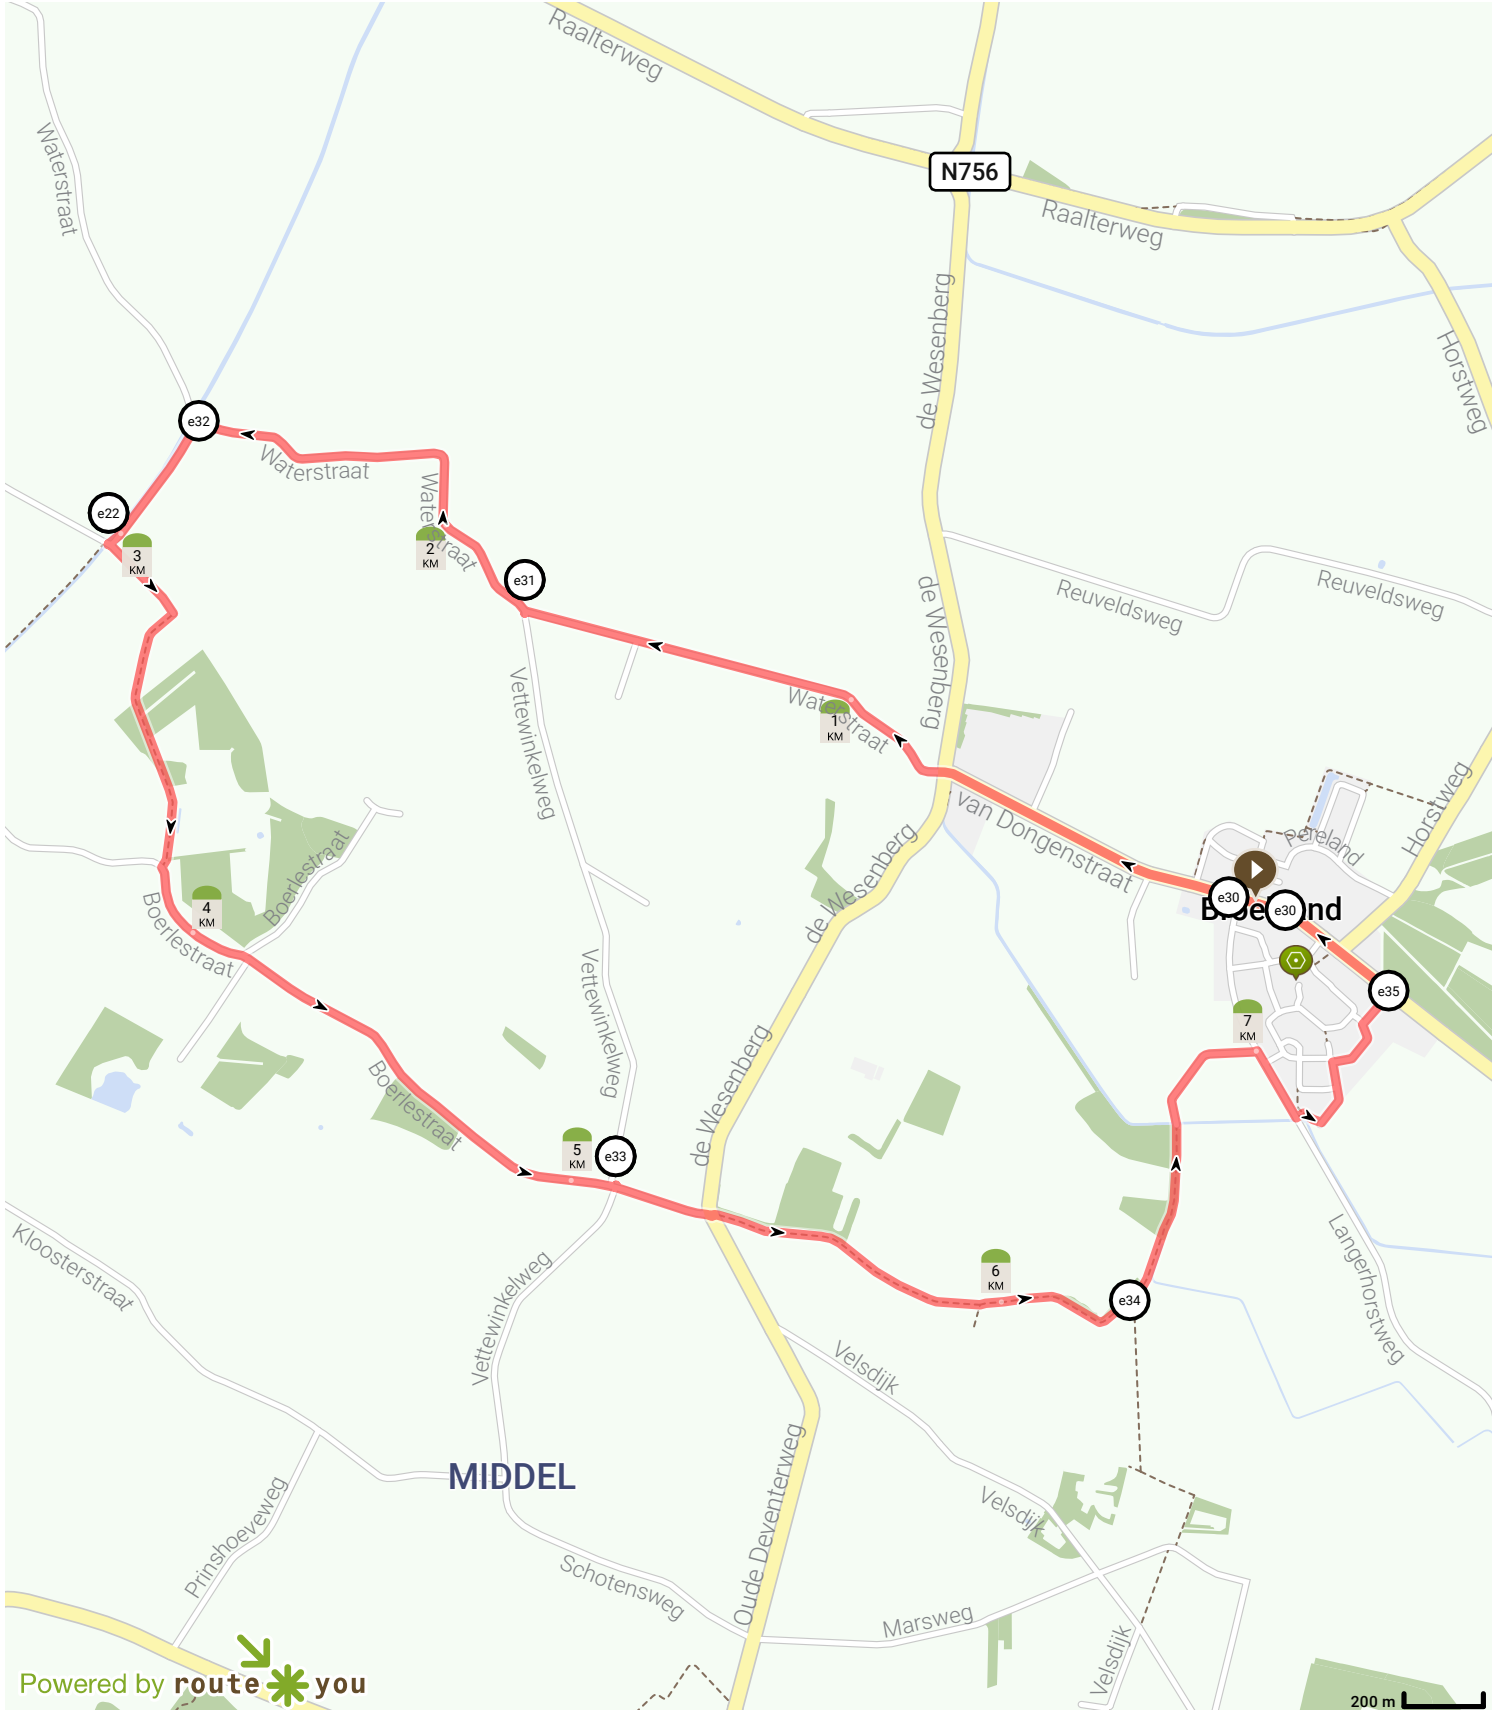 Raalterweg
Waterstraat
N756
Raalterweg
de Wesenberg
Horstweg
e32
Waterstraat
Waterstraat
e22
3
KM
2
KM
e31
Reuveldsweg
Reuveldsweg
de Wesenberg
Vettewinkelweg
Waterstraat
1
KM
van Dongenstraat
Horstweg
Pereland
de Wesenberg
e30
e30
Boerlestraat
4
KM
Boerlestraat
Vettewinkelweg
e35
7
KM
de Wesenberg
Boerlestraat
5
KM
e33
Kloosterstraat
Langerhorstweg
6
KM
e34
Vettewinkelweg
Velsdijk
MIDDEL
Oude Deventerweg
Velsdijk
Prinshoeveweg
Schotensweg
Marsweg
Velsdijk
Powered by route you
200 m